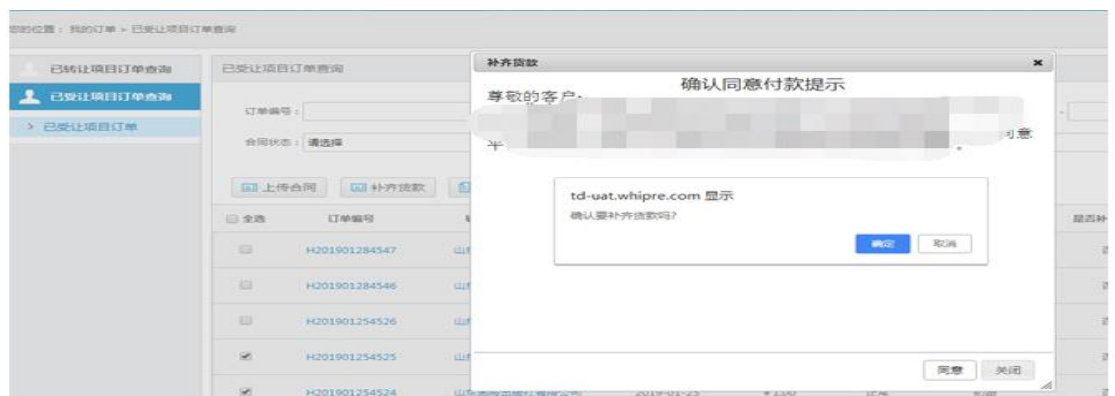 您的位置：我的订单 > 已受让项目订单查询
已转让项目订单查询
已受让项目订单查询
> 已受让项目订单
已受让项目订单查询
订单编号：
合同状态：请选择
上传合同 补齐货款
全选 订单编号
H201901284547
H201901284546
H201901254526
H201901254525
H201901254524 2019-01-25
是否补
补齐货款
确认同意付款提示
尊敬的客户:
意
平
td-uat.whipre.com 显示
确认要补齐货款吗?
确定 取消
同意 关闭